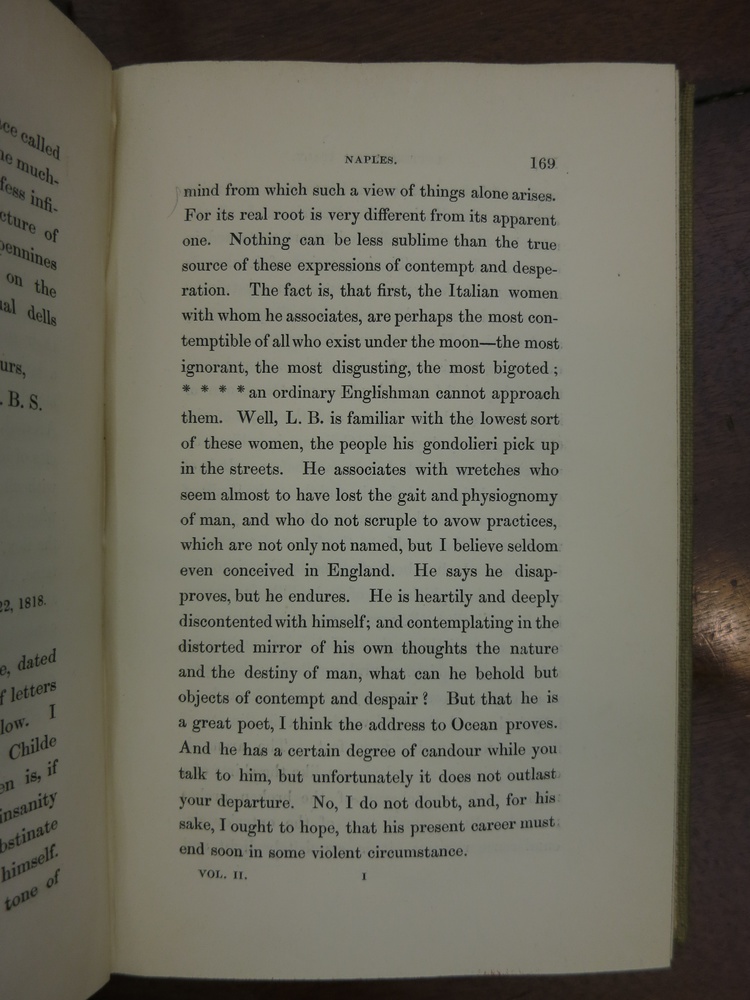 ce called
e much-
fess infi-
cture of
pennines
on the
al dells
urs,
. B. S.
22, 1818.
e, dated
f letters
low. I
Childe
en is, if
insanity
bstinate
himself.
tone of
NAPLES. 169
mind from which such a view of things alone arises.
For its real root is very different from its apparent
one. Nothing can be less sublime than the true
source of these expressions of contempt and despe-
ration. The fact is, that first, the Italian women
with whom he associates, are perhaps the most con-
temptible of all who exist under the moon—the most
ignorant, the most disgusting, the most bigoted ;
* * * * an ordinary Englishman cannot approach
them. Well, L. B. is familiar with the lowest sort
of these women, the people his gondolieri pick up
in the streets. He associates with wretches who
seem almost to have lost the gait and physiognomy
of man, and who do not scruple to avow practices,
which are not only not named, but I believe seldom
even conceived in England. He says he disap-
proves, but he endures. He is heartily and deeply
discontented with himself; and contemplating in the
distorted mirror of his own thoughts the nature
and the destiny of man, what can he behold but
objects of contempt and despair? But that he is
a great poet, I think the address to Ocean proves.
And he has a certain degree of candour while you
talk to him, but unfortunately it does not outlast
your departure. No, I do not doubt, and, for his
sake, I ought to hope, that his present career must
end soon in some violent circumstance.
VOL. II. I